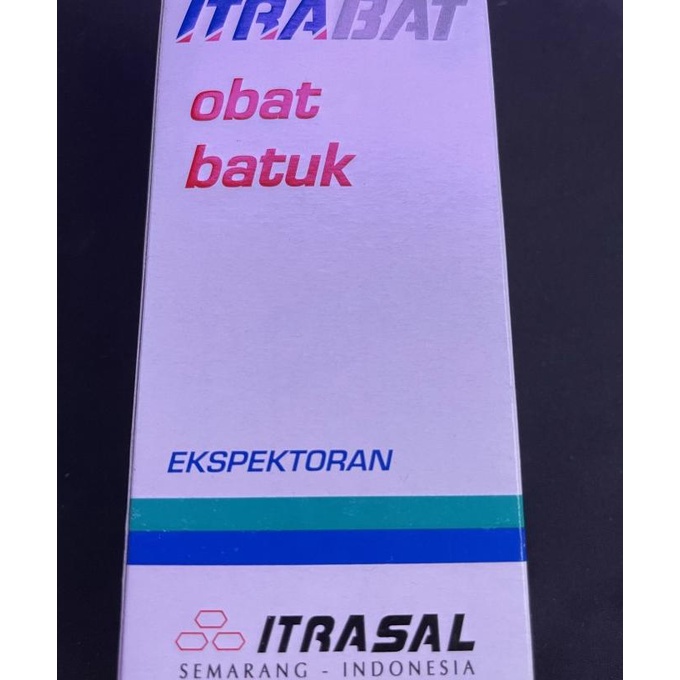 ITRABAT
obat
batuk
EKSPEKTORAN
ITRASAL
SEMARANG - INDONESIA